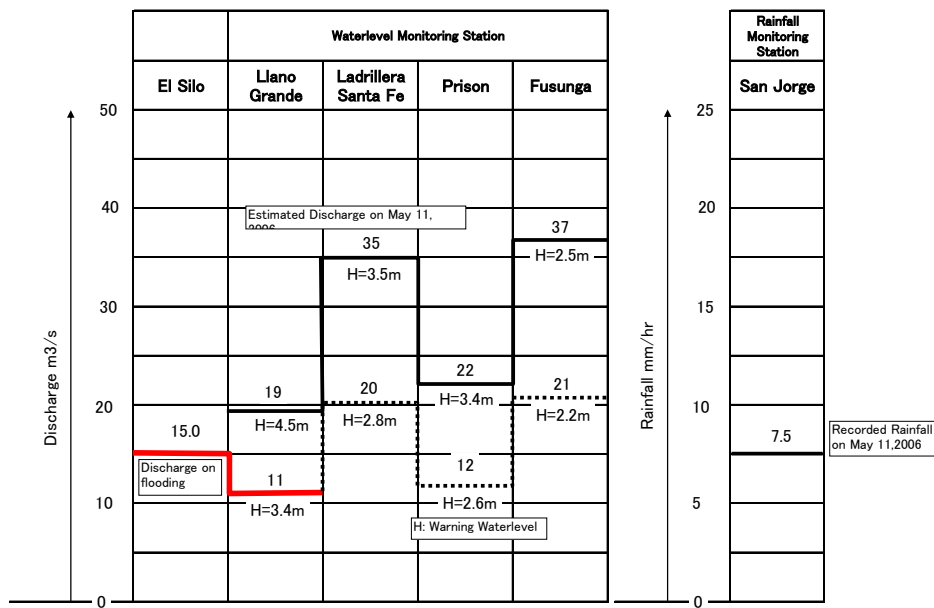 Waterlevel Monitoring Station
Rainfall
Monitoring
Station
El Silo
Llano
Grande
Ladrillera
Santa Fe
Prison
Fusunga
San Jorge
50
40
30
20
10
0
Discharge m3/s
25
20
15
10
5
0
Rainfall mm/hr
Estimated Discharge on May 11,
2006
35
H=3.5m
37
H=2.5m
19
H=4.5m
20
H=2.8m
22
H=3.4m
21
H=2.2m
15.0
Discharge on
flooding
11
H=3.4m
12
H=2.6m
H: Warning Waterlevel
7.5
Recorded Rainfall
on May 11,2006